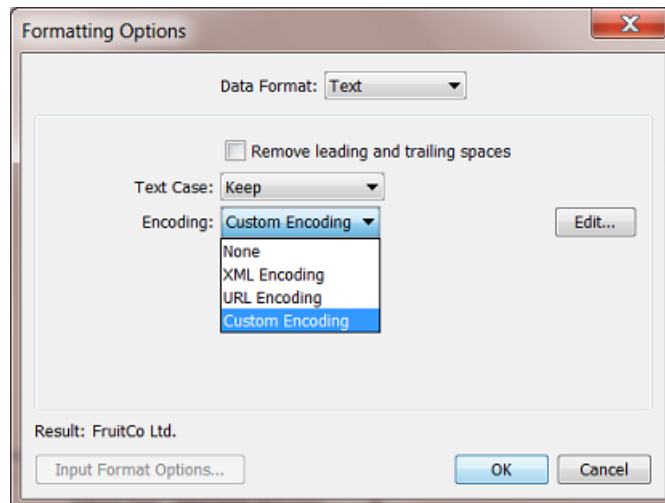 Formatting Options
Data Format: Text
Remove leading and trailing spaces
Text Case: Keep
Encoding: Custom Encoding Edit...
None
XML Encoding
URL Encoding
Custom Encoding
Result: FruitCo Ltd.
Input Format Options... OK Cancel